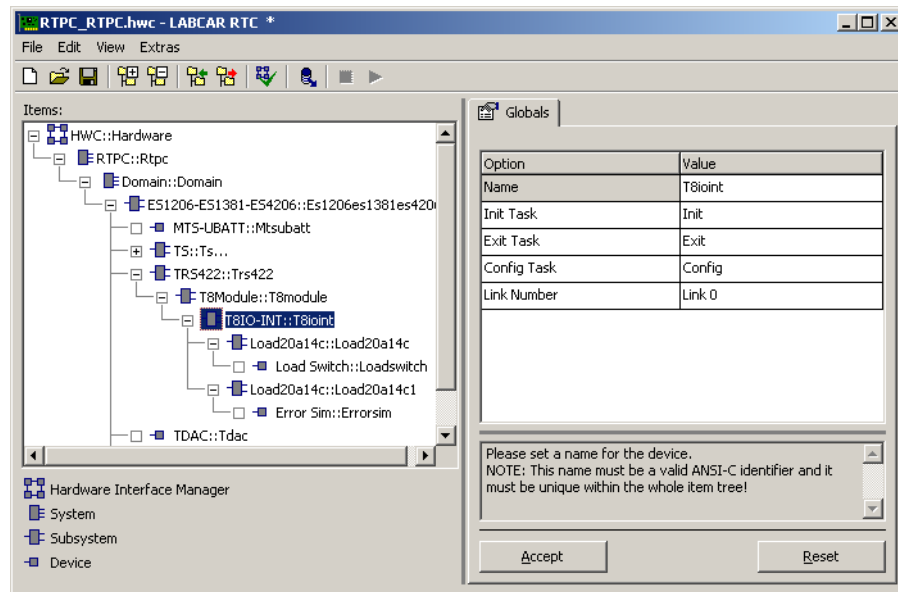 RTPC_RTPC.hwc - LABCAR RTC *
File Edit View Extras
Items:
HWC::Hardware
RTPC::Rtpc
Domain::Domain
ES1206-ES1381-ES4206::Es1206es1381es420
MTS-UBATT::Mtsubatt
TS::Ts...
TRS422::Trs422
T8Module::T8module
T8IO-INT::T8ioint
Load20a14c::Load20a14c
Load Switch::Loadswitch
Load20a14c::Load20a14c1
Error Sim::Errorsim
TDAC::Tdac
Hardware Interface Manager
System
Subsystem
Device
Globals
Option Value
Name T8ioint
Init Task Init
Exit Task Exit
Config Task Config
Link Number Link 0
Please set a name for the device.
NOTE: This name must be a valid ANSI-C identifier and it
must be unique within the whole item tree!
Accept Reset